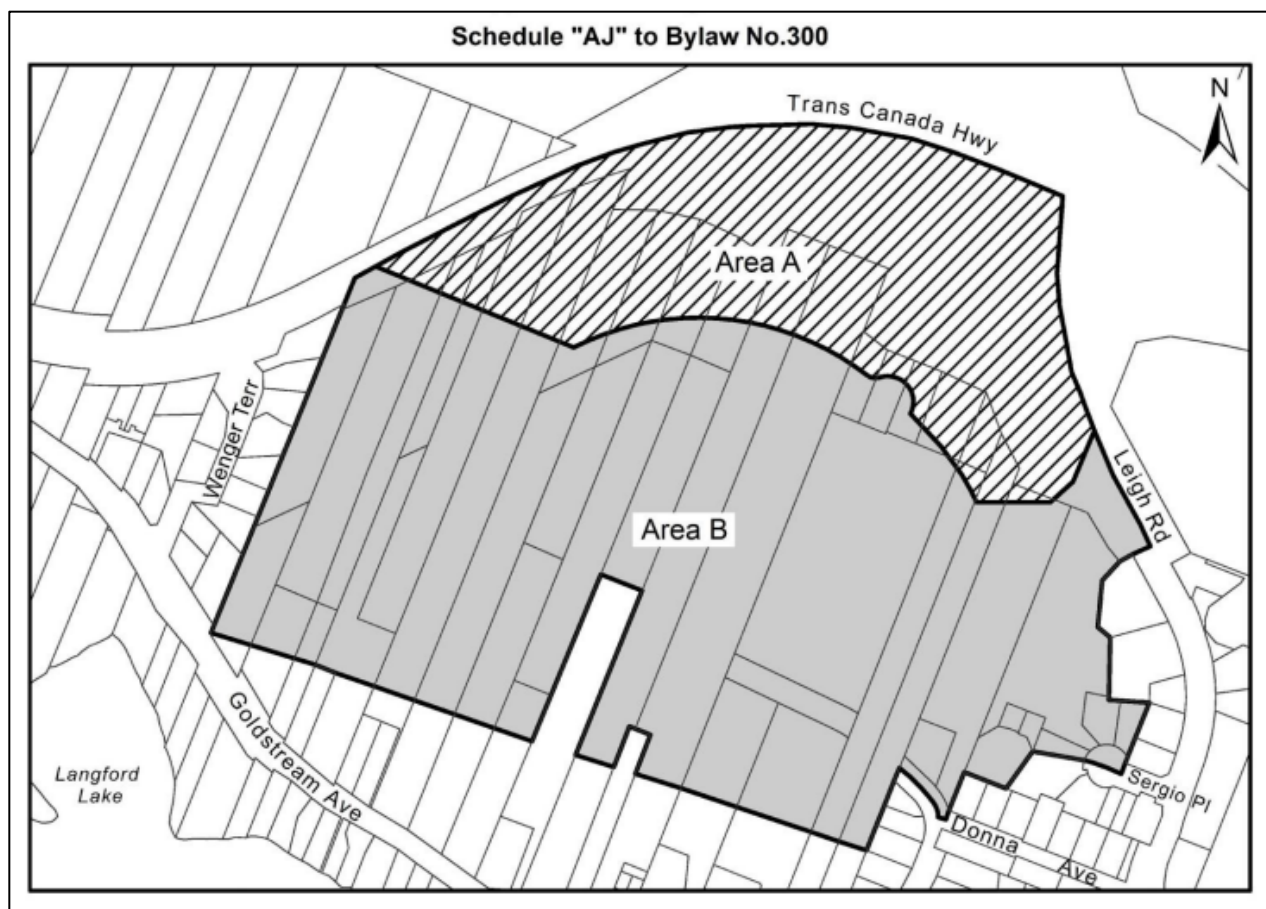 Schedule "AJ" to Bylaw No.300
N
Trans Canada Hwy
Area A
Wenger Terr
Leigh Rd
Area B
Goldstream Ave
Langford
Lake
Sergio Pl
Donna Ave